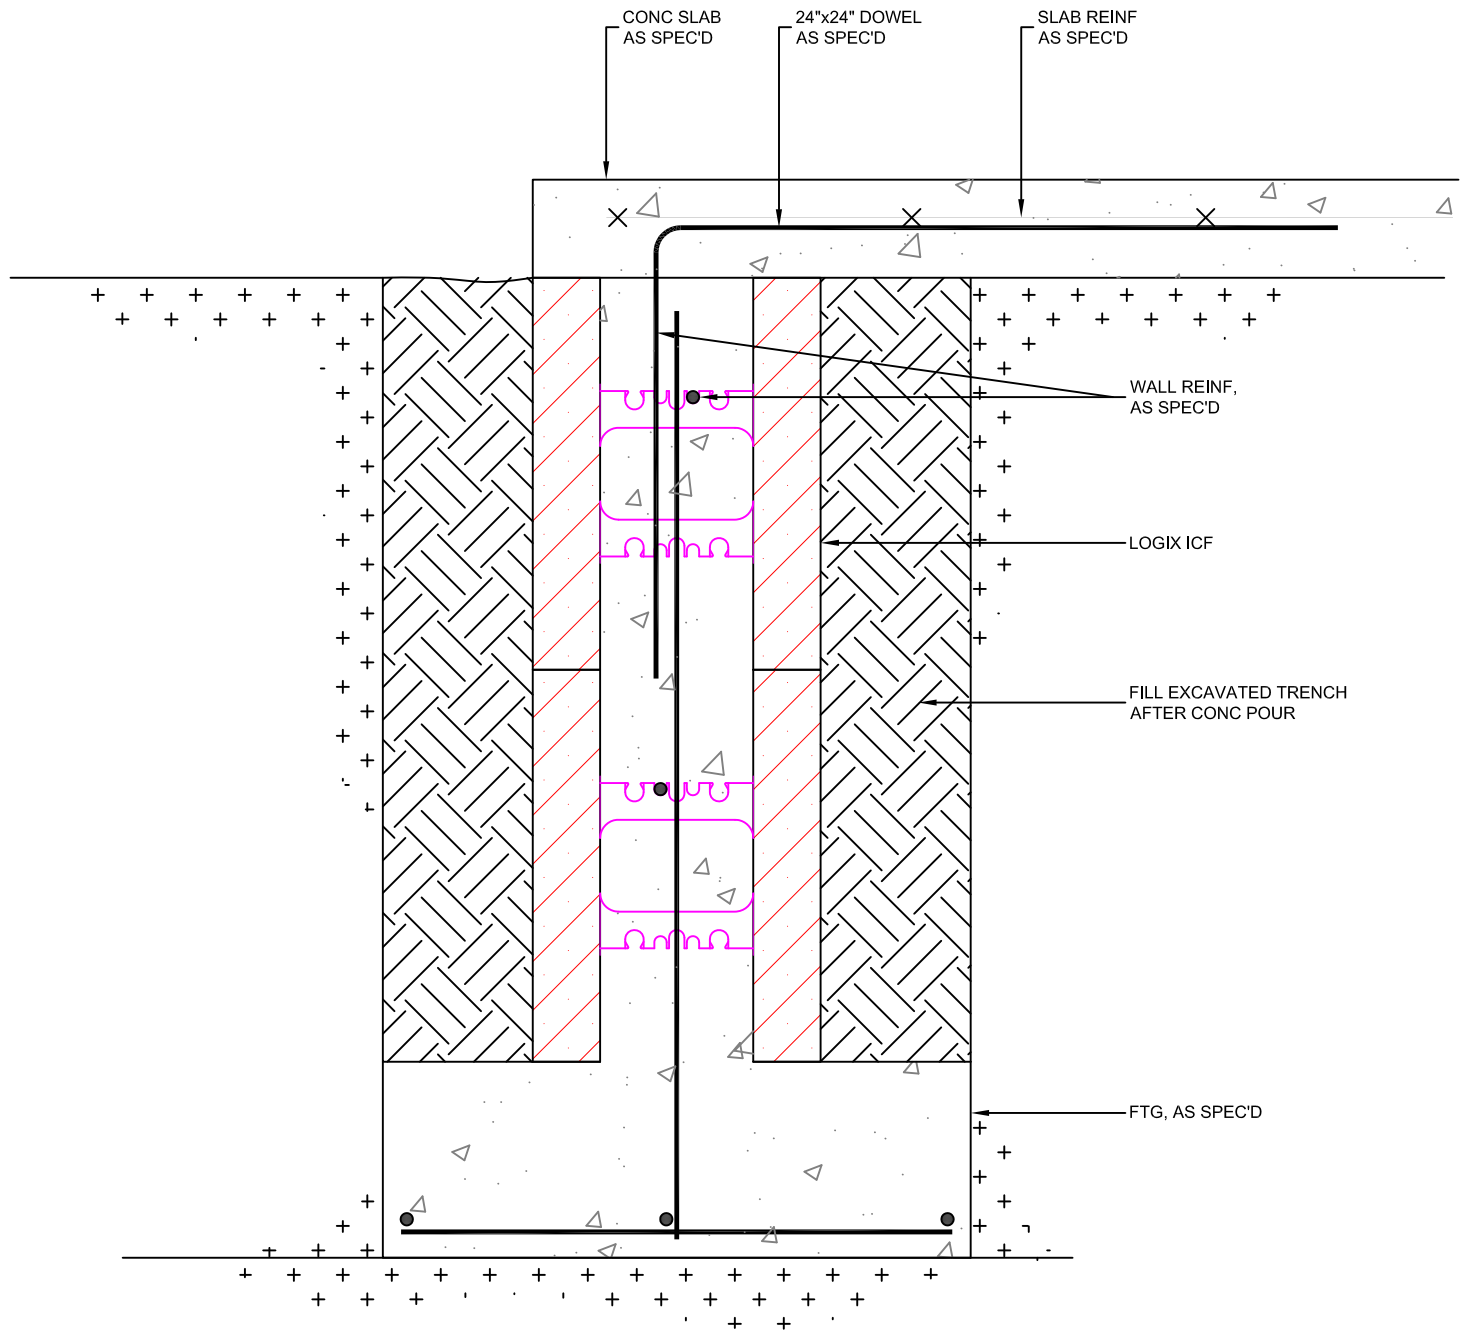 CONC SLAB
AS SPEC'D
24"x24" DOWEL
AS SPEC'D
SLAB REINF
AS SPEC'D
WALL REINF,
AS SPEC'D
LOGIX ICF
FILL EXCAVATED TRENCH
AFTER CONC POUR
FTG, AS SPEC'D